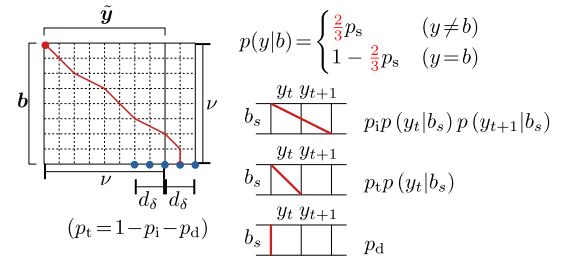 ỹ
b
ν
ν
d_δ d_δ
(p_t = 1 − p_i − p_d)
p(y|b) = { 2/3 p_s (y ≠ b)
1 − 2/3 p_s (y = b)
y_t y_{t+1}
b_s p_i p (y_t|b_s) p (y_{t+1}|b_s)
y_t y_{t+1}
b_s p_t p (y_t|b_s)
y_t y_{t+1}
b_s p_d